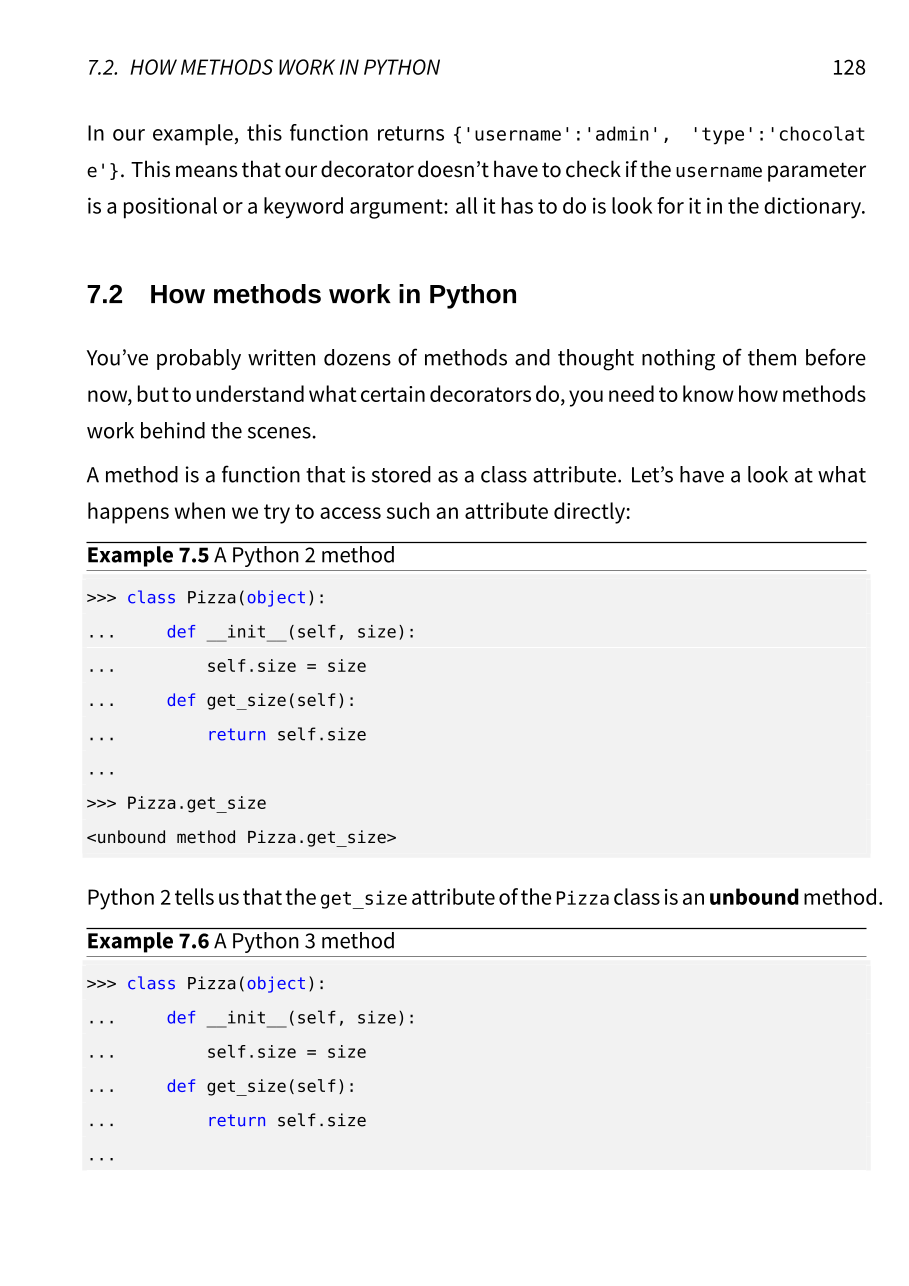 7.2. HOW METHODS WORK IN PYTHON 128
In our example, this function returns {'username':'admin', 'type':'chocolat
e'}. This means that our decorator doesn’t have to check if the username parameter
is a positional or a keyword argument: all it has to do is look for it in the dictionary.
7.2 How methods work in Python
You’ve probably written dozens of methods and thought nothing of them before
now, but to understand what certain decorators do, you need to know how methods
work behind the scenes.
A method is a function that is stored as a class attribute. Let’s have a look at what
happens when we try to access such an attribute directly:
Example 7.5 A Python 2 method
>>> class Pizza(object):
...     def __init__(self, size):
...         self.size = size
...     def get_size(self):
...         return self.size
...
>>> Pizza.get_size
<unbound method Pizza.get_size>
Python 2 tells us that the get_size attribute of the Pizza class is an unbound method.
Example 7.6 A Python 3 method
>>> class Pizza(object):
...     def __init__(self, size):
...         self.size = size
...     def get_size(self):
...         return self.size
...